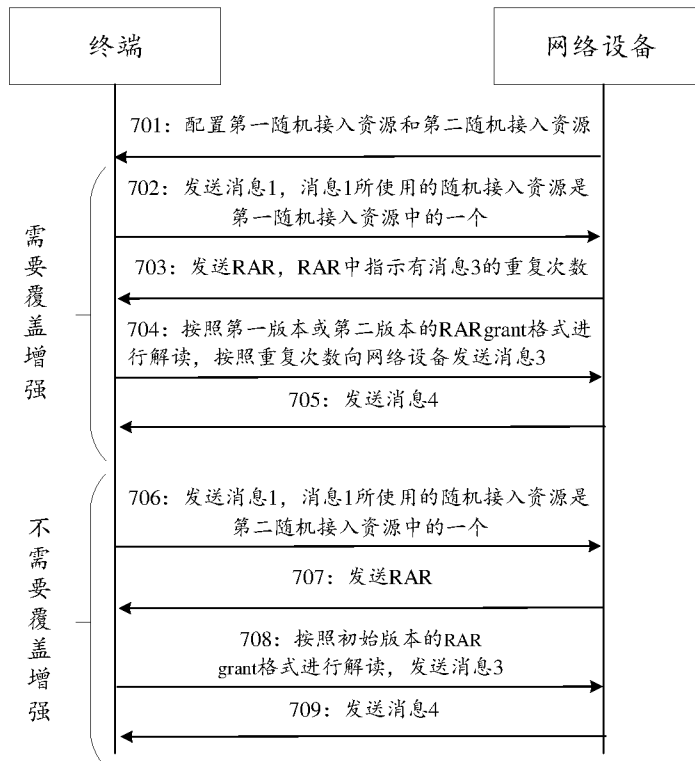 终端
网络设备
701：配置第一随机接入资源和第二随机接入资源
702：发送消息1，消息1所使用的随机接入资源是
第一随机接入资源中的一个
703：发送RAR，RAR中指示有消息3的重复次数
704：按照第一版本或第二版本的RARgrant格式进
行解读，按照重复次数向网络设备发送消息3
705：发送消息4
需要覆盖增强
706：发送消息1，消息1所使用的随机接入资源是
第二随机接入资源中的一个
707：发送RAR
708：按照初始版本的RAR
grant格式进行解读，发送消息3
709：发送消息4
不需要覆盖增强